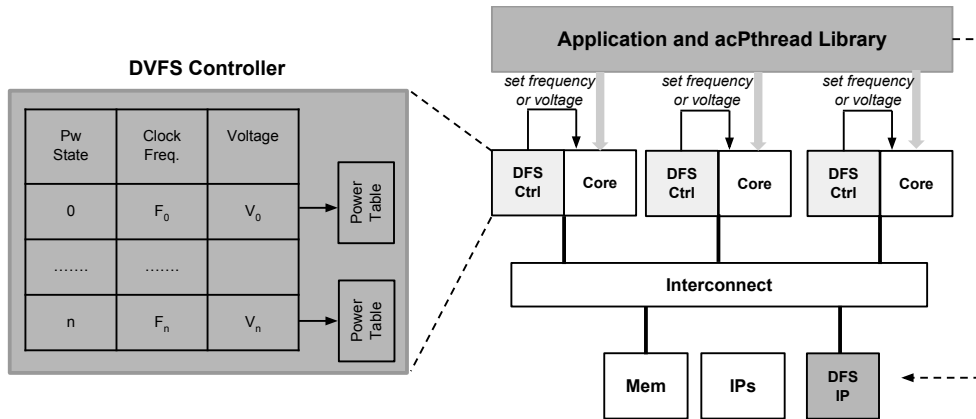 Application and acPthread Library
DVFS Controller
Pw State
Clock Freq.
Voltage
0
F0
V0
Power Table
.......
.......
n
Fn
Vn
Power Table
set frequency
or voltage
set frequency
or voltage
set frequency
or voltage
DFS
Ctrl
Core
DFS
Ctrl
Core
DFS
Ctrl
Core
Interconnect
Mem
IPs
DFS
IP